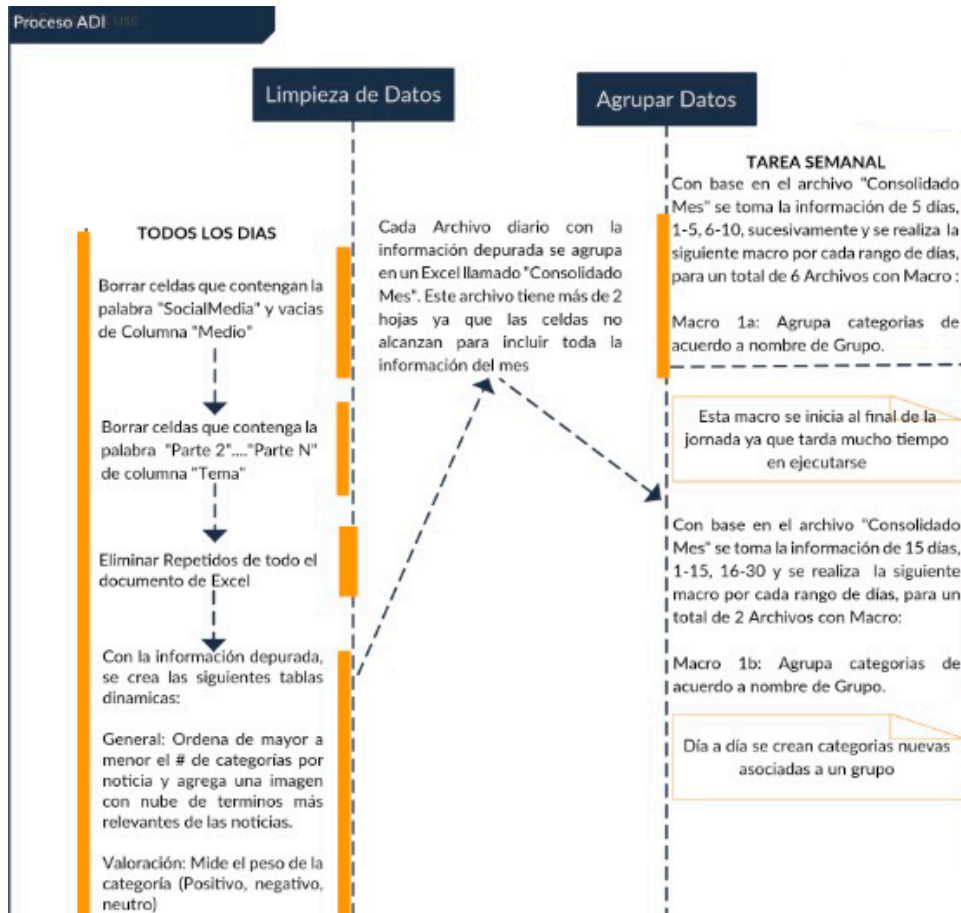 Proceso ADI
Limpieza de Datos
Agrupar Datos
TODOS LOS DIAS
Borrar celdas que contengan la
palabra "SocialMedia" y vacias
de Columna "Medio"
Borrar celdas que contenga la
palabra "Parte 2"...."Parte N"
de columna "Tema"
Eliminar Repetidos de todo el
documento de Excel
Con la información depurada,
se crea las siguientes tablas
dinamicas:
General: Ordena de mayor a
menor el # de categorías por
noticia y agrega una imagen
con nube de terminos más
relevantes de las noticias.
Valoración: Mide el peso de la
categoría (Positivo, negativo,
neutro)
Cada Archivo diario con la
información depurada se agrupa
en un Excel llamado "Consolidado
Mes". Este archivo tiene más de 2
hojas ya que las celdas no
alcanzan para incluir toda la
información del mes
TAREA SEMANAL
Con base en el archivo "Consolidado
Mes" se toma la información de 5 días,
1-5, 6-10, sucesivamente y se realiza la
siguiente macro por cada rango de días,
para un total de 6 Archivos con Macro :
Macro 1a: Agrupa categorias de
acuerdo a nombre de Grupo.
Esta macro se inicia al final de la
jornada ya que tarda mucho tiempo
en ejecutarse
Con base en el archivo "Consolidado
Mes" se toma la información de 15 días,
1-15, 16-30 y se realiza la siguiente
macro por cada rango de días, para un
total de 2 Archivos con Macro:
Macro 1b: Agrupa categorias de
acuerdo a nombre de Grupo.
Día a día se crean categorias nuevas
asociadas a un grupo